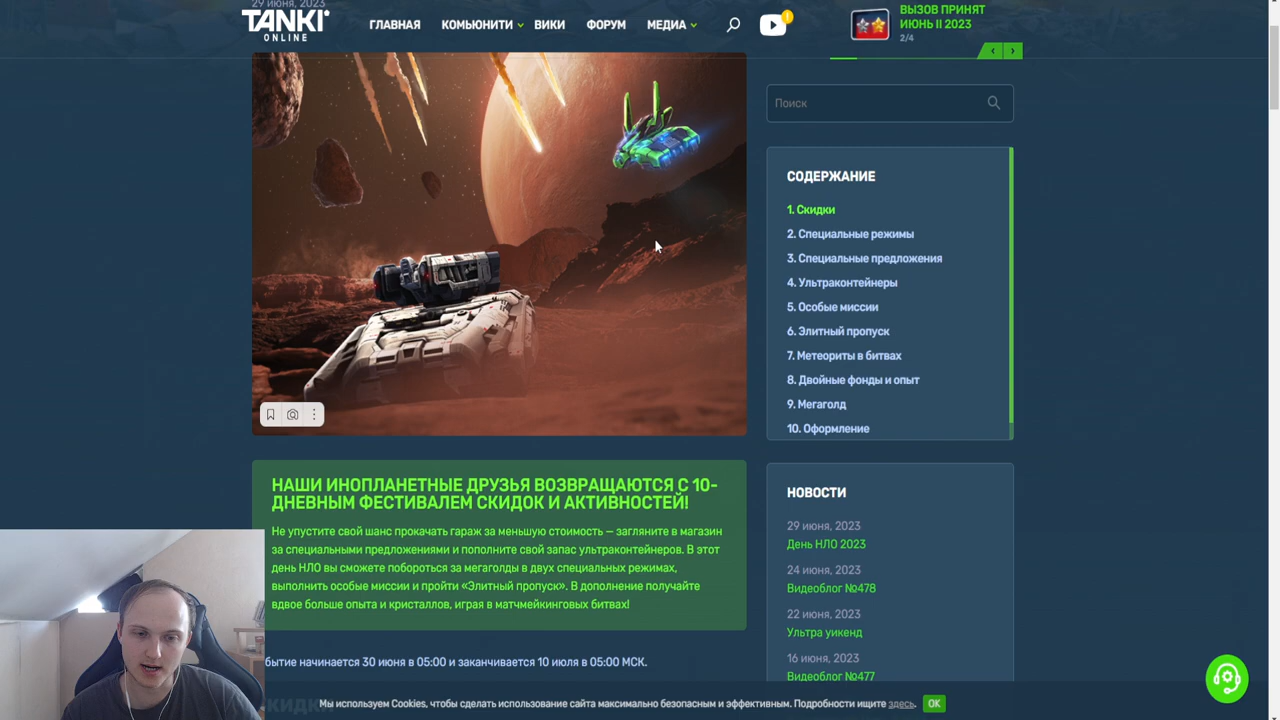 29 июня, 2023
TANKI
ONLINE
ГЛАВНАЯ
КОМЬЮНИТИ
ВИКИ
ФОРУМ
МЕДИА
1
ВЫЗОВ ПРИНЯТ
ИЮНЬ II 2023
2/4
Поиск
СОДЕРЖАНИЕ
1. Скидки
2. Специальные режимы
3. Специальные предложения
4. Ультраконтейнеры
5. Особые миссии
6. Элитный пропуск
7. Метеориты в битвах
8. Двойные фонды и опыт
9. Мегаголд
10. Оформление
НАШИ ИНОПЛАНЕТНЫЕ ДРУЗЬЯ ВОЗВРАЩАЮТСЯ С 10-
ДНЕВНЫМ ФЕСТИВАЛЕМ СКИДОК И АКТИВНОСТЕЙ!
Не упустите свой шанс прокачать гараж за меньшую стоимость — загляните в магазин
за специальными предложениями и пополните свой запас ультраконтейнеров. В этот
день НЛО вы сможете побороться за мегаголды в двух специальных режимах,
выполнить особые миссии и пройти «Элитный пропуск». В дополнение получайте
вдвое больше опыта и кристаллов, играя в матчмейкинговых битвах!
бытие начинается 30 июня в 05:00 и заканчивается 10 июля в 05:00 МСК.
НОВОСТИ
29 июня, 2023
День НЛО 2023
24 июня, 2023
Видеоблог №478
22 июня, 2023
Ультра уикенд
16 июня, 2023
Видеоблог №477
Мы используем Cookies, чтобы сделать использование сайта максимально безопасным и эффективным. Подробности ищите здесь.
OK